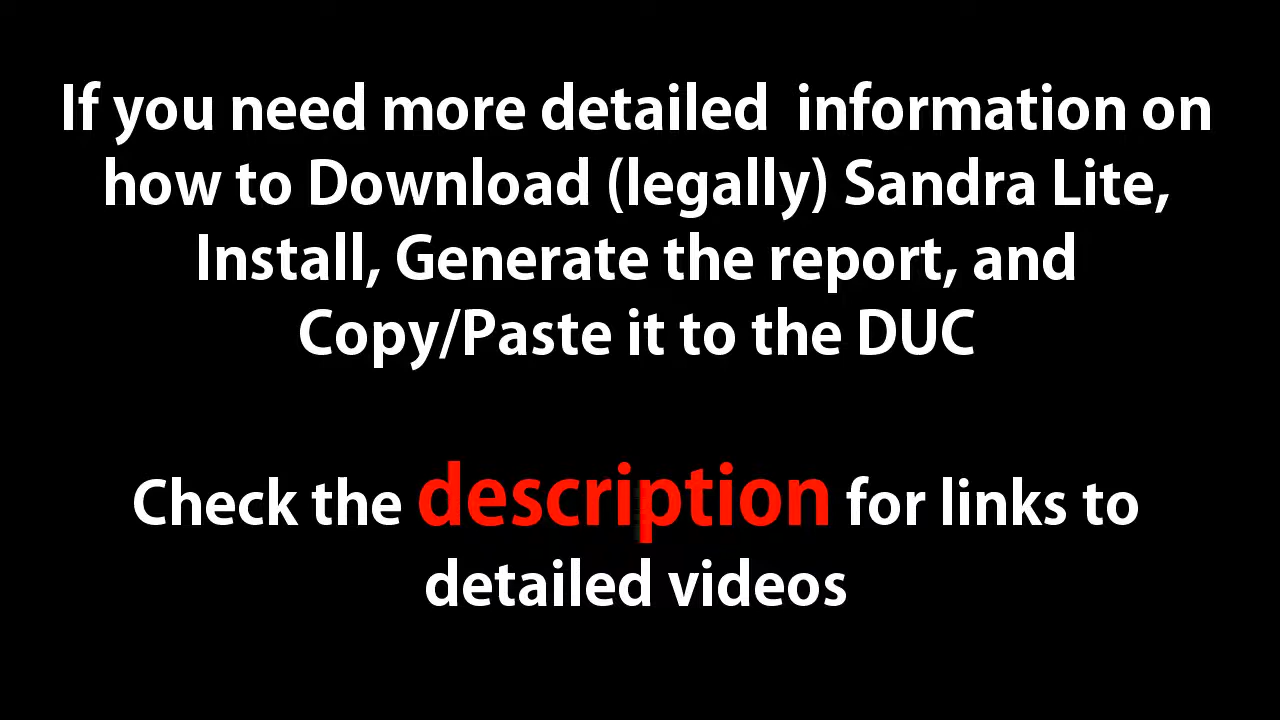 If you need more detailed  information on
how to Download (legally) Sandra Lite,
Install, Generate the report, and
Copy/Paste it to the DUC
Check the description for links to
detailed videos